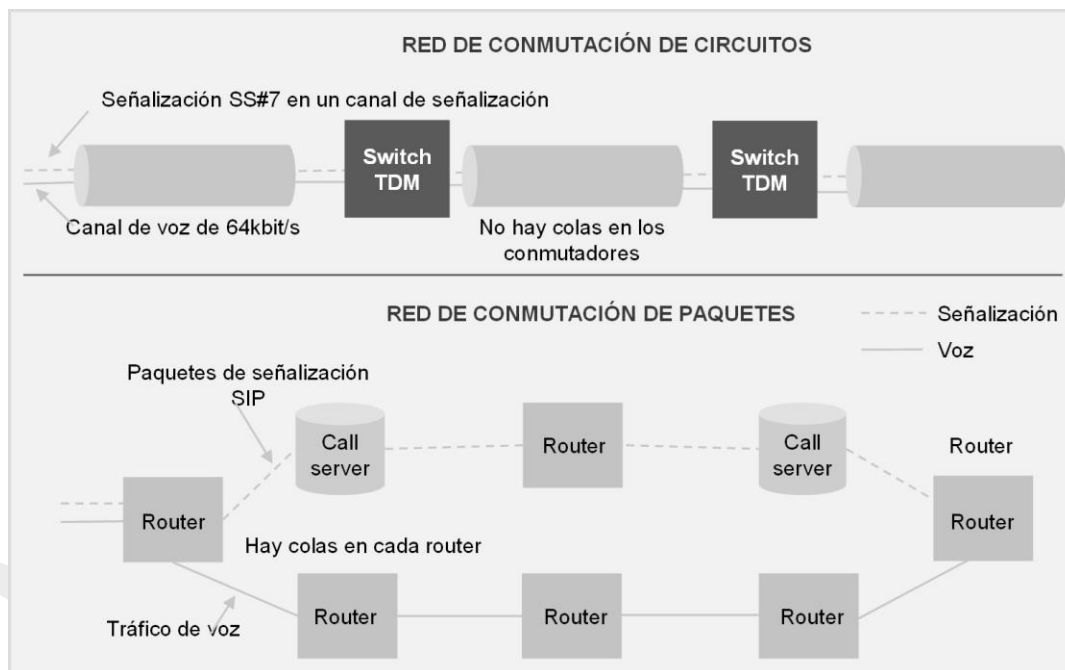 RED DE CONMUTACIÓN DE CIRCUITOS
Señalización SS#7 en un canal de señalización
Switch
TDM
Switch
TDM
Canal de voz de 64kbit/s
No hay colas en los
conmutadores
RED DE CONMUTACIÓN DE PAQUETES
Señalización
Voz
Paquetes de señalización
SIP
Call
server
Router
Call
server
Router
Router
Router
Hay colas en cada router
Router
Router
Router
Tráfico de voz